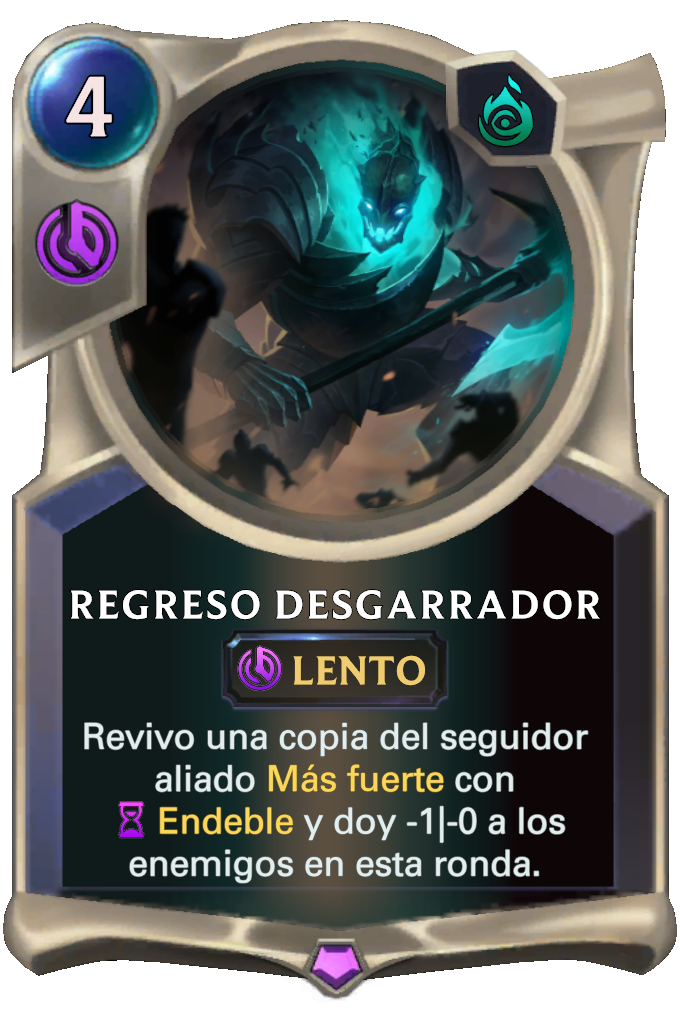 4
REGRESO DESGARRADOR
LENTO
Revivo una copia del seguidor
aliado Más fuerte con
Endeble y doy -1|-0 a los
enemigos en esta ronda.